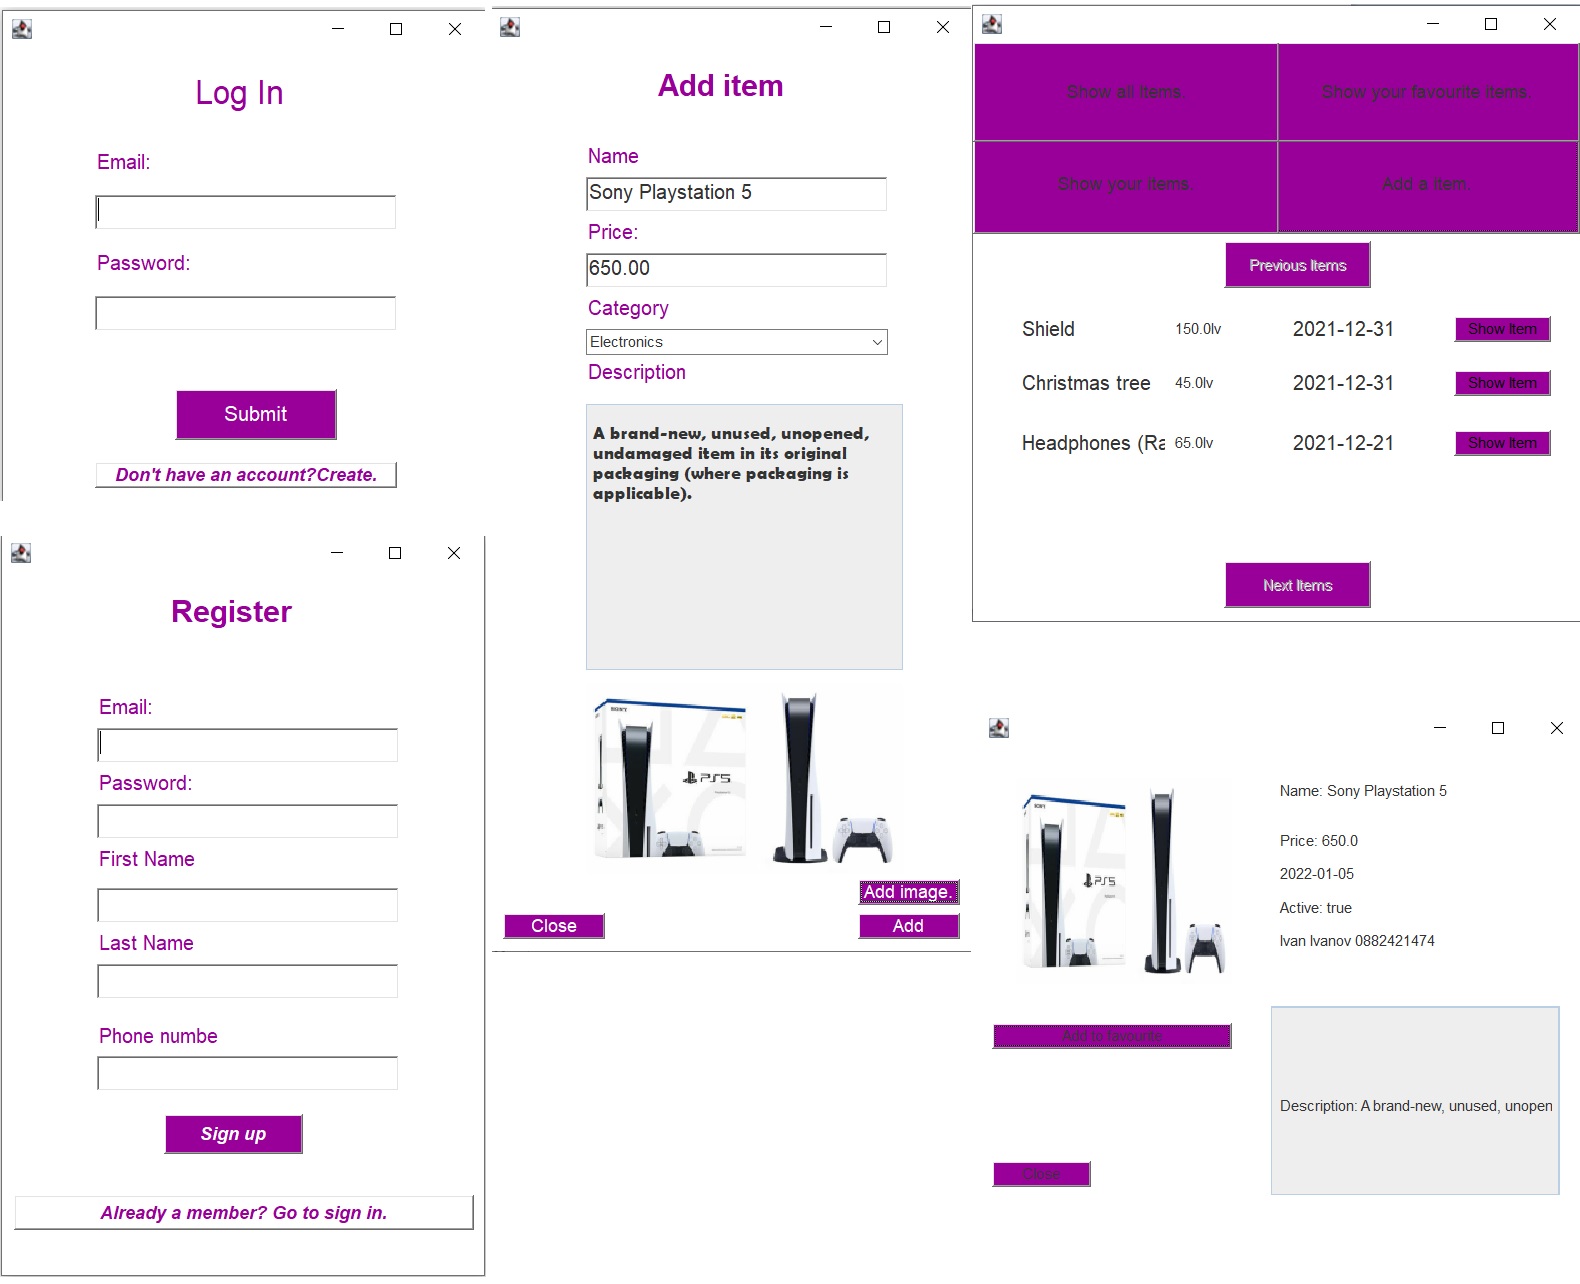 Log In
Email:
Password:
Submit
Don't have an account?Create.
Register
Email:
Password:
First Name
Last Name
Phone numbe
Sign up
Already a member? Go to sign in.
Add item
Name
Sony Playstation 5
Price:
650.00
Category
Electronics
Description
A brand-new, unused, unopened,
undamaged item in its original
packaging (where packaging is
applicable).
SONY
PS5
Add image.
Close
Add
Show all items.
Show your favourite items.
Show your items.
Add a item.
Previous Items
Shield 150.0lv 2021-12-31 Show Item
Christmas tree 45.0lv 2021-12-31 Show Item
Headphones (Ra 65.0lv 2021-12-21 Show Item
Next Items
SONY
PS5
Name: Sony Playstation 5
Price: 650.0
2022-01-05
Active: true
Ivan Ivanov 0882421474
Add to favourite
Description: A brand-new, unused, unopen
Close